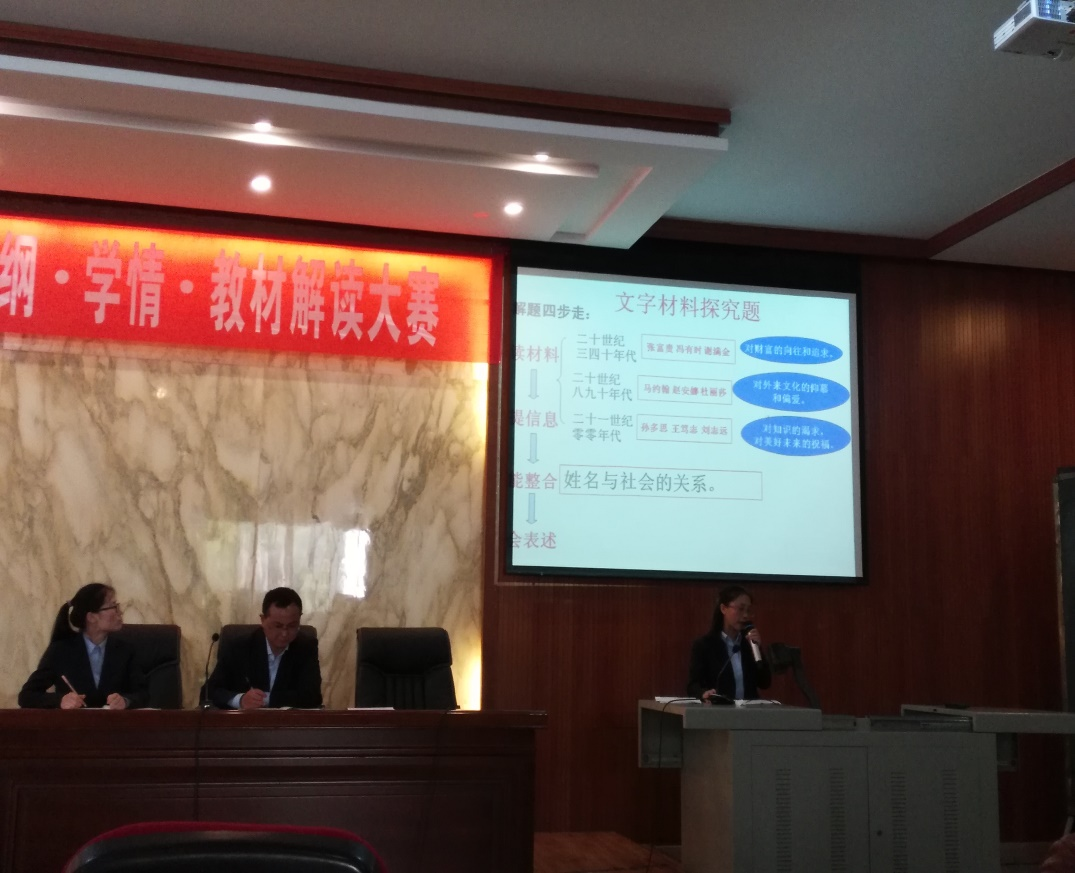 纲·学情·教材解读大赛
文字材料探究题
解题四步走：
读材料
二十世纪
三四十年代
张富贵 冯有时 谢满金
对财富的向往和追求。
二十世纪
八九十年代
马约翰 赵安娜 杜丽莎
对外来文化的仰慕
和偏爱。
提信息
二十一世纪
零零年代
孙多思 王笃志 刘志远
对知识的渴求，
对美好未来的祝福。
能整合
姓名与社会的关系。
会表述